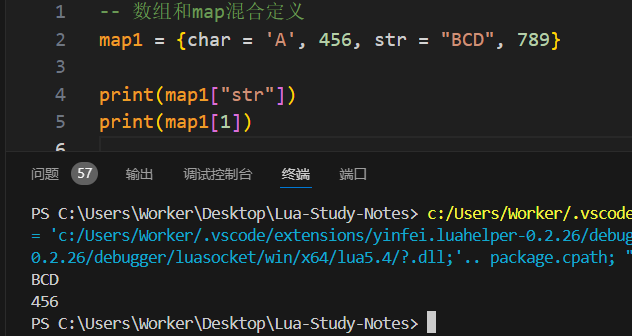 1 -- 数组和map混合定义
2 map1 = {char = 'A', 456, str = "BCD", 789}
3
4 print(map1["str"])
5 print(map1[1])
6
问题 57 输出 调试控制台 终端 端口
PS C:\Users\Worker\Desktop\Lua-Study-Notes> c:/Users/Worker/.vscode
= 'c:/Users/Worker/.vscode/extensions/yinfei.luahelper-0.2.26/debug
0.2.26/debugger/luasocket/win/x64/lua5.4/?.dll;'.. package.cpath; "
BCD
456
PS C:\Users\Worker\Desktop\Lua-Study-Notes>